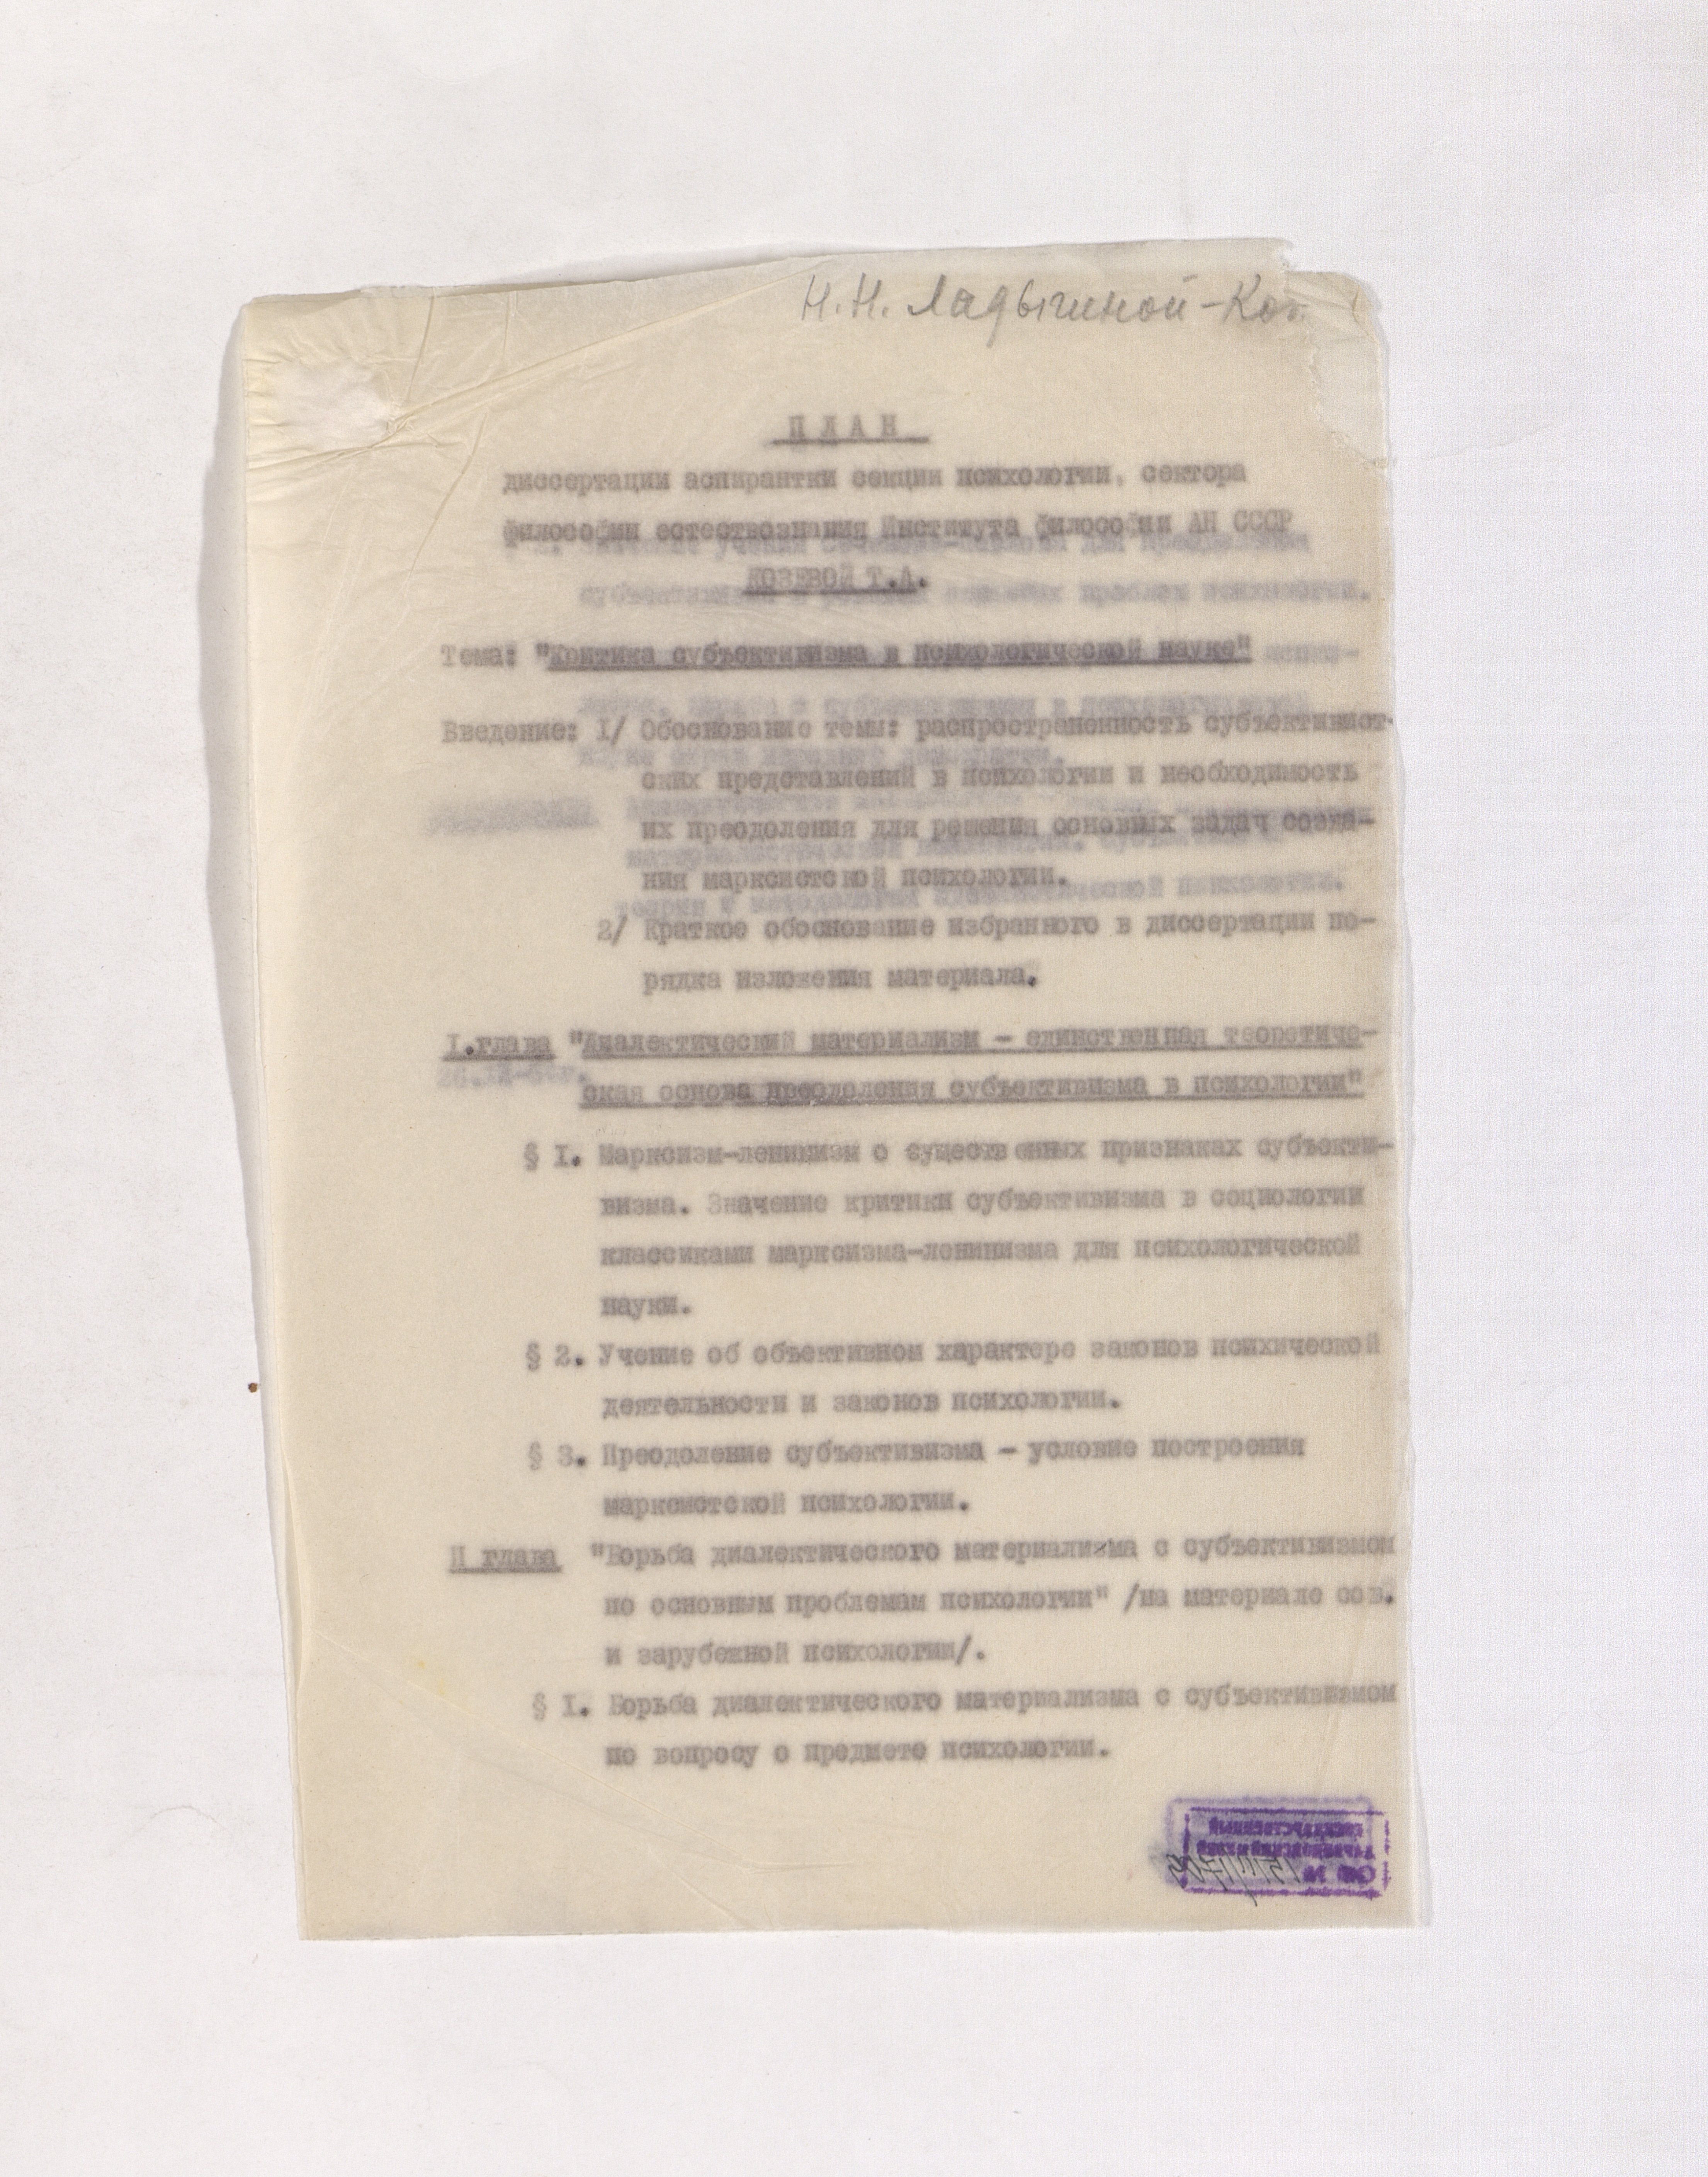 Н.Н. Ладыгиной-Ко
ПЛАН
диссертации аспирантки секции психологии, сектора
философии естествознания Института философии АН СССР
КОЗЕВОЙ Т.А.
Тема: "Критика субъективизма в психологической науке"
Введение: I/ Обоснование темы: распространенность субъективист-
ских представлений в психологии и необходимость
их преодоления для решения основных задач созда-
ния марксистской психологии.
2/ Краткое обоснование избранного в диссертации по-
рядка изложения материала.
I.глава "Диалектический материализм – единственная теоретиче-
ская основа преодоления субъективизма в психологии"
§ I. Марксизм-ленинизм о существенных признаках субъекти-
визма. Значение критики субъективизма в социологии
классиками марксизма-ленинизма для психологической
науки.
§ 2. Учение об объективном характере законов психической
деятельности и законов психологии.
§ 3. Преодоление субъективизма – условие построения
марксистской психологии.
II глава "Борьба диалектического материализма с субъективизмом
по основным проблемам психологии" /на материале сов.
и зарубежной психологии/.
§ I. Борьба диалектического материализма с субъективизмом
по вопросу о предмете психологии.